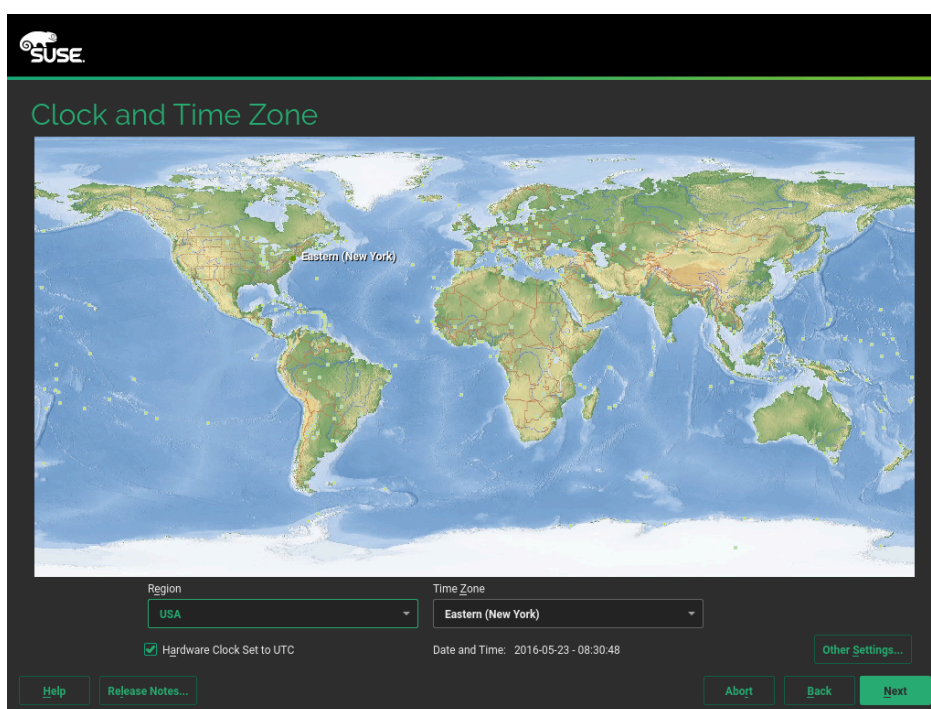 SUSE.
Clock and Time Zone
Eastern (New York)
Region
Time Zone
USA
Eastern (New York)
Hardware Clock Set to UTC
Date and Time: 2016-05-23 - 08:30:48
Other Settings...
Help
Release Notes...
Abort
Back
Next